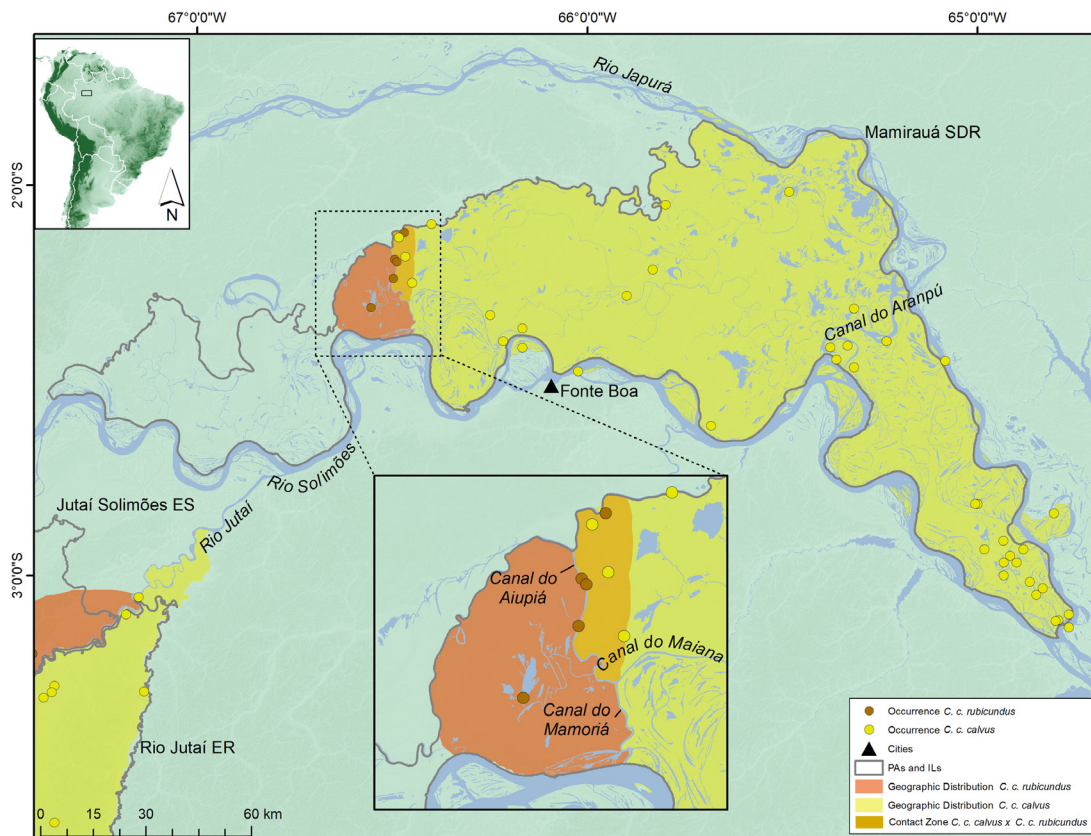 67°0'0"W
66°0'0"W
65°0'0"W
Rio Japurá
Mamirauá SDR
N
2°0'0"S
Canal do Aranpú
Fonte Boa
Rio Solimões
Jutaí Solimões ES
Rio Jutaí
3°0'0"S
Canal do
Aiupiá
Canal do Maiana
Canal do
Mamoriá
Rio Jutaí ER
0 15 30 60 km
Occurrence C. c. rubicundus
Occurrence C. c. calvus
Cities
PAs and ILs
Geographic Distribution C. c. rubicundus
Geographic Distribution C. c. calvus
Contact Zone C. c. calvus x C. c. rubicundus